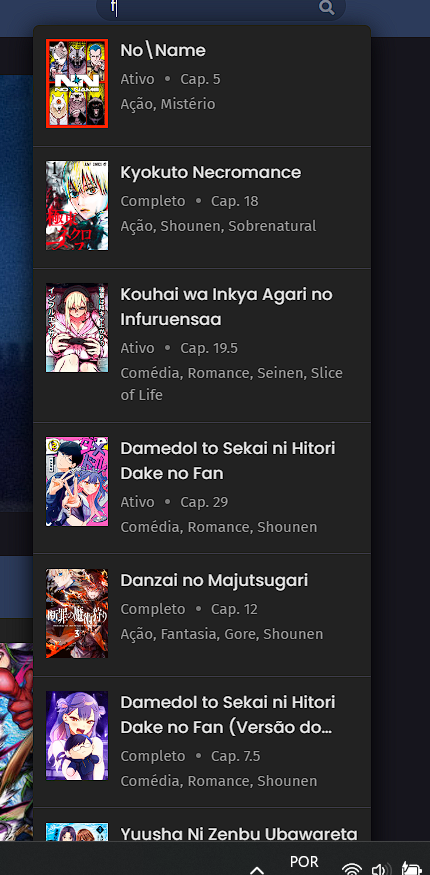 f
No\Name
Ativo • Cap. 5
Ação, Mistério
Kyokuto Necromance
Completo • Cap. 18
Ação, Shounen, Sobrenatural
Kouhai wa Inkya Agari no
Infuruensaa
Ativo • Cap. 19.5
Comédia, Romance, Seinen, Slice
of Life
Damedol to Sekai ni Hitori
Dake no Fan
Ativo • Cap. 29
Comédia, Romance, Shounen
Danzai no Majutsugari
Completo • Cap. 12
Ação, Fantasia, Gore, Shounen
Damedol to Sekai ni Hitori
Dake no Fan (Versão do...
Completo • Cap. 7.5
Comédia, Romance, Shounen
Yuusha Ni Zenbu Ubawareta
POR